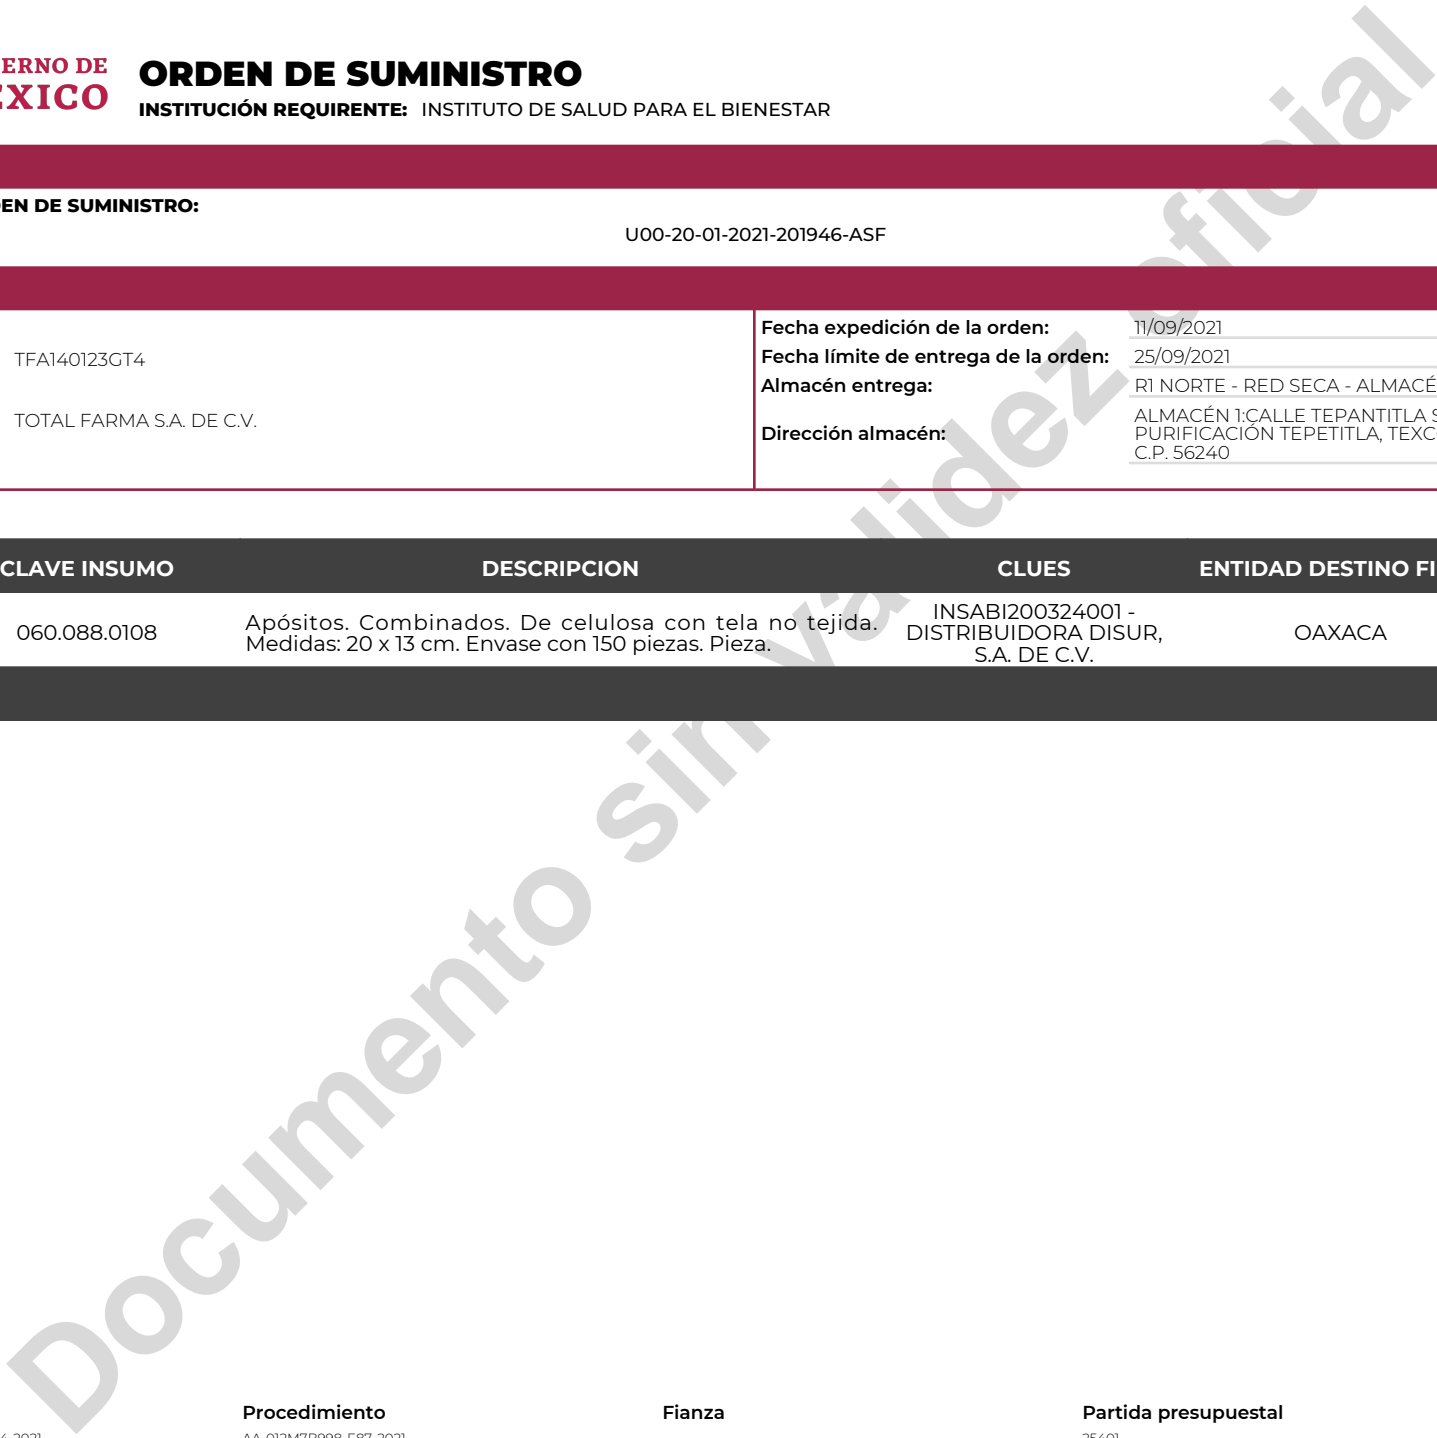 ERNO DE
EXICO
ORDEN DE SUMINISTRO
INSTITUCIÓN REQUIRENTE: INSTITUTO DE SALUD PARA EL BIENESTAR
EN DE SUMINISTRO:
U00-20-01-2021-201946-ASF
TFA140123GT4
TOTAL FARMA S.A. DE C.V.
Fecha expedición de la orden: 11/09/2021
Fecha límite de entrega de la orden: 25/09/2021
Almacén entrega: R1 NORTE - RED SECA - ALMACÉ
Dirección almacén: ALMACÉN 1:CALLE TEPANTITLA S
PURIFICACIÓN TEPETITLA, TEXC
C.P. 56240
CLAVE INSUMO DESCRIPCION CLUES ENTIDAD DESTINO FI
060.088.0108
Apósitos. Combinados. De celulosa con tela no tejida.
Medidas: 20 x 13 cm. Envase con 150 piezas. Pieza.
INSABI200324001 -
DISTRIBUIDORA DISUR,
S.A. DE C.V.
OAXACA
Documento sin validez oficial
Procedimiento Fianza Partida presupuestal